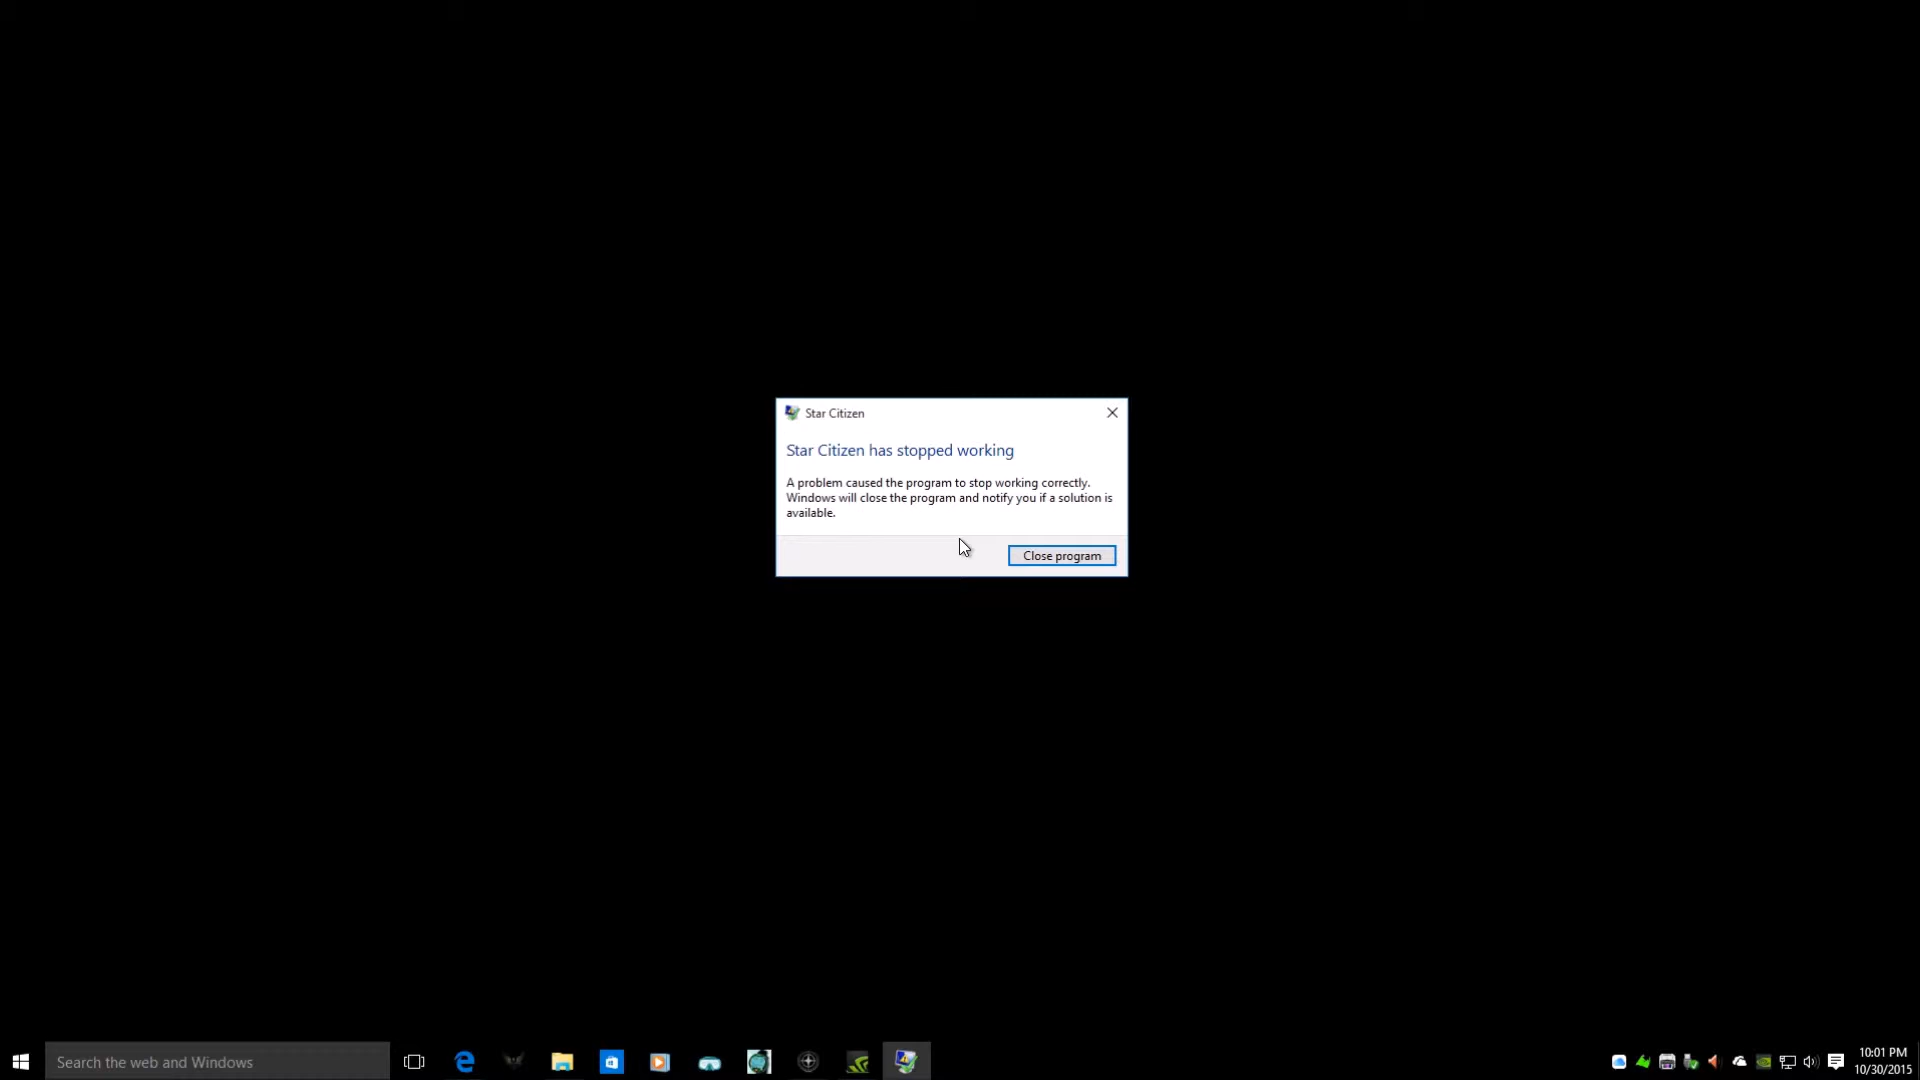 Star Citizen
Star Citizen has stopped working
A problem caused the program to stop working correctly.
Windows will close the program and notify you if a solution is
available.
Close program
Search the web and Windows
10:01 PM
10/30/2015